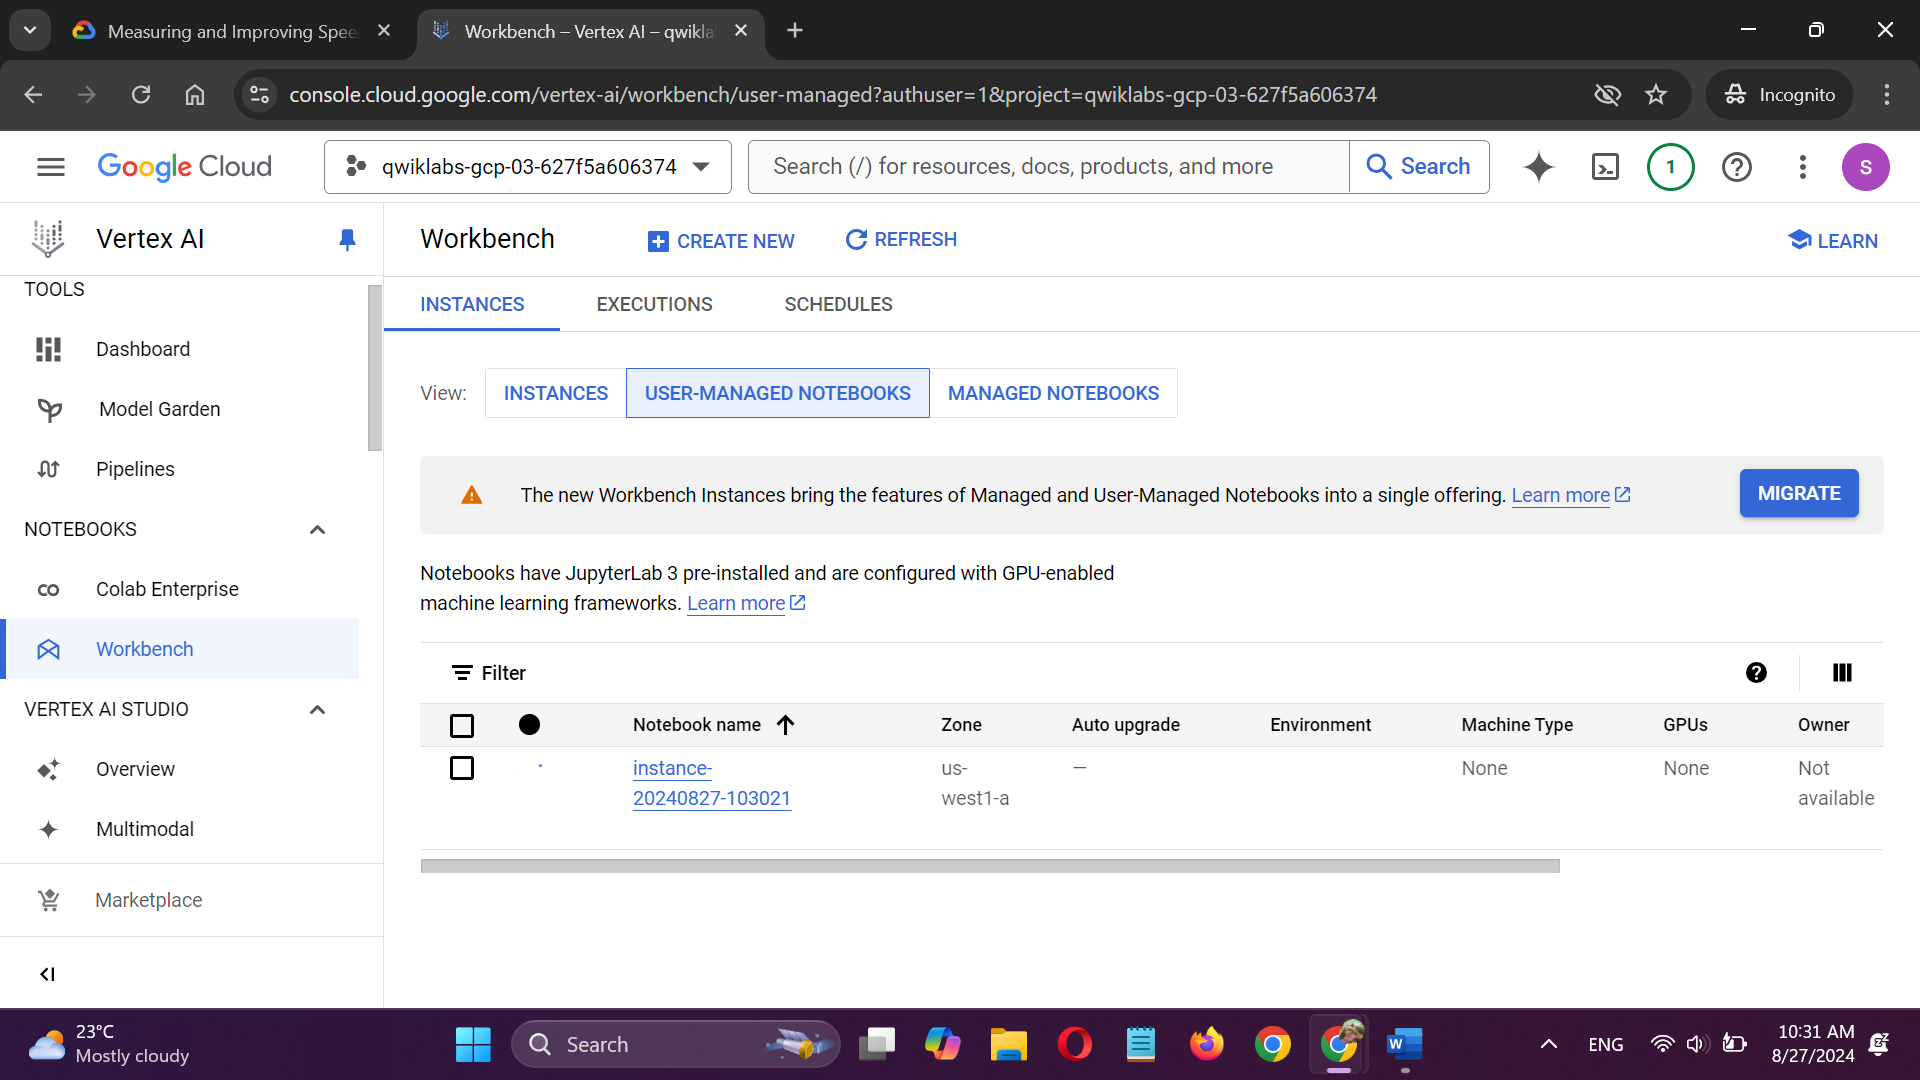 Measuring and Improving Spee
Workbench – Vertex AI – qwikla
console.cloud.google.com/vertex-ai/workbench/user-managed?authuser=1&project=qwiklabs-gcp-03-627f5a606374
Incognito
Google Cloud
qwiklabs-gcp-03-627f5a606374
Search (/) for resources, docs, products, and more
Search
1
S
Vertex AI
Workbench
CREATE NEW
REFRESH
LEARN
TOOLS
Dashboard
Model Garden
Pipelines
NOTEBOOKS
Colab Enterprise
Workbench
VERTEX AI STUDIO
Overview
Multimodal
Marketplace
INSTANCES
EXECUTIONS
SCHEDULES
View:
INSTANCES
USER-MANAGED NOTEBOOKS
MANAGED NOTEBOOKS
The new Workbench Instances bring the features of Managed and User-Managed Notebooks into a single offering. Learn more
MIGRATE
Notebooks have JupyterLab 3 pre-installed and are configured with GPU-enabled
machine learning frameworks. Learn more
Filter
Notebook name
Zone
Auto upgrade
Environment
Machine Type
GPUs
Owner
instance-
20240827-103021
us-
west1-a
—
None
None
Not
available
23°C
Mostly cloudy
Search
W
ENG
10:31 AM
8/27/2024